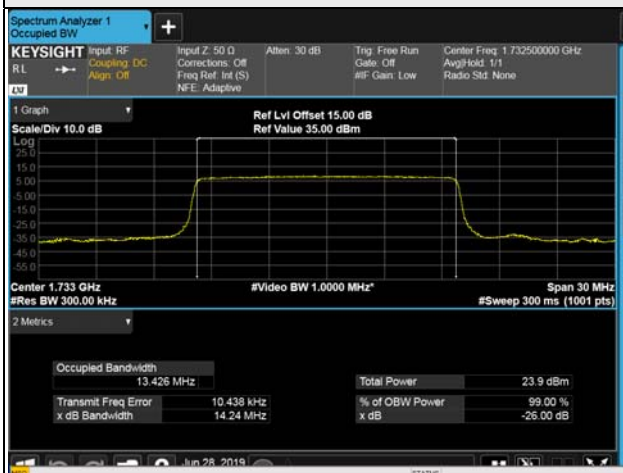 Spectrum Analyzer 1
Occupied BW
+
KEYSIGHT Input: RF Input Z: 50 Ω Atten: 30 dB Trig: Free Run Center Freq: 1.732500000 GHz
RL Coupling: DC Corrections: Off Gate: Off Avg|Hold: 1/1
Align: Off Freq Ref: Int (S) #IF Gain: Low Radio Std: None
LXI NFE: Adaptive
1 Graph
Ref Lvl Offset 15.00 dB
Scale/Div 10.0 dB Ref Value 35.00 dBm
Log
25.0
15.0
5.00
-5.00
-15.0
-25.0
-35.0
-45.0
-55.0
Center 1.733 GHz #Video BW 1.0000 MHz* Span 30 MHz
#Res BW 300.00 kHz #Sweep 300 ms (1001 pts)
2 Metrics
Occupied Bandwidth
13.426 MHz Total Power 23.9 dBm
Transmit Freq Error 10.438 kHz % of OBW Power 99.00 %
x dB Bandwidth 14.24 MHz x dB -26.00 dB
Jun 28, 2019
MSG STATUS